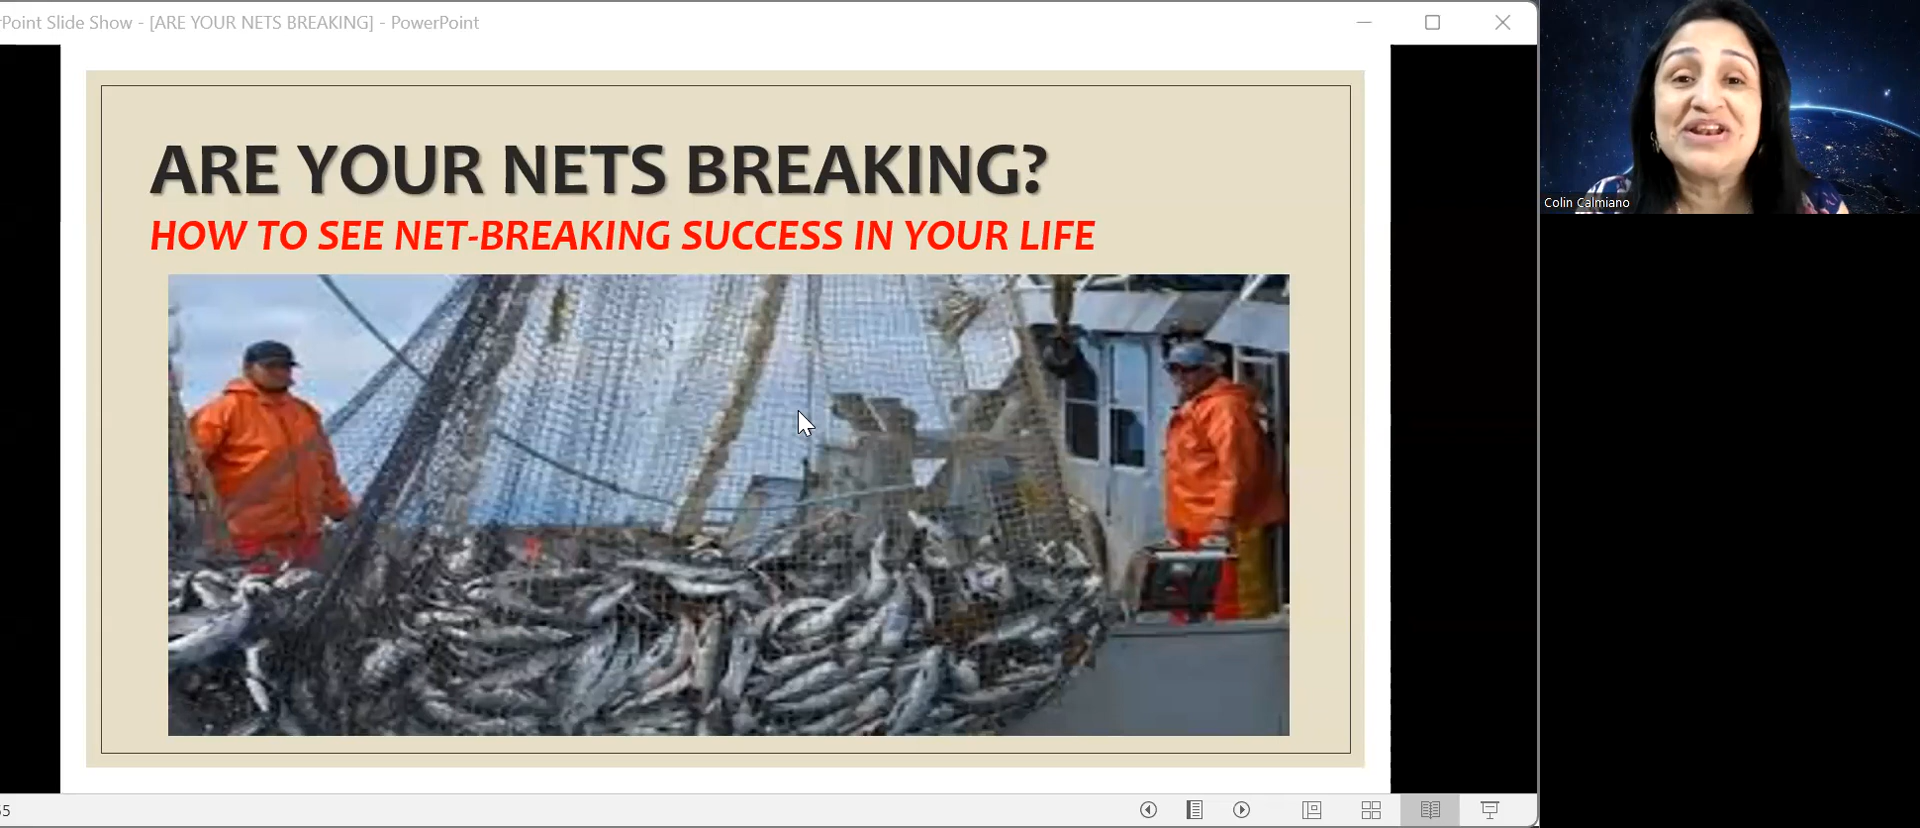 Point Slide Show - [ARE YOUR NETS BREAKING] - PowerPoint
ARE YOUR NETS BREAKING?
HOW TO SEE NET-BREAKING SUCCESS IN YOUR LIFE
Colin Calmiano